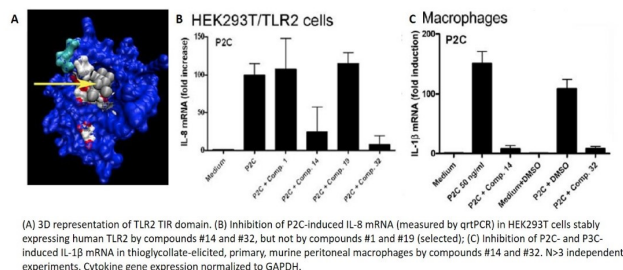 A
B HEK293T/TLR2 cells
C Macrophages
P2C
IL-8 mRNA (fold increase)
150
100
50
0
Medium
P2C
P2C + Comp. 1
P2C + Comp. 14
P2C + Comp. 19
P2C + Comp. 32
P2C
IL-1β mRNA (fold induction)
200
100
0
Medium
P2C 50 ng/ml
P2C + Comp. 14
Medium+DMSO
P2C + DMSO
P2C + Comp. 32
(A) 3D representation of TLR2 TIR domain. (B) Inhibition of P2C-induced IL-8 mRNA (measured by qrtPCR) in HEK293T cells stably
expressing human TLR2 by compounds #14 and #32, but not by compounds #1 and #19 (selected); (C) Inhibition of P2C- and P3C-
induced IL-1β mRNA in thioglycollate-elicited, primary, murine peritoneal macrophages by compounds #14 and #32. N>3 independent
experiments. Cytokine gene expression normalized to GAPDH.